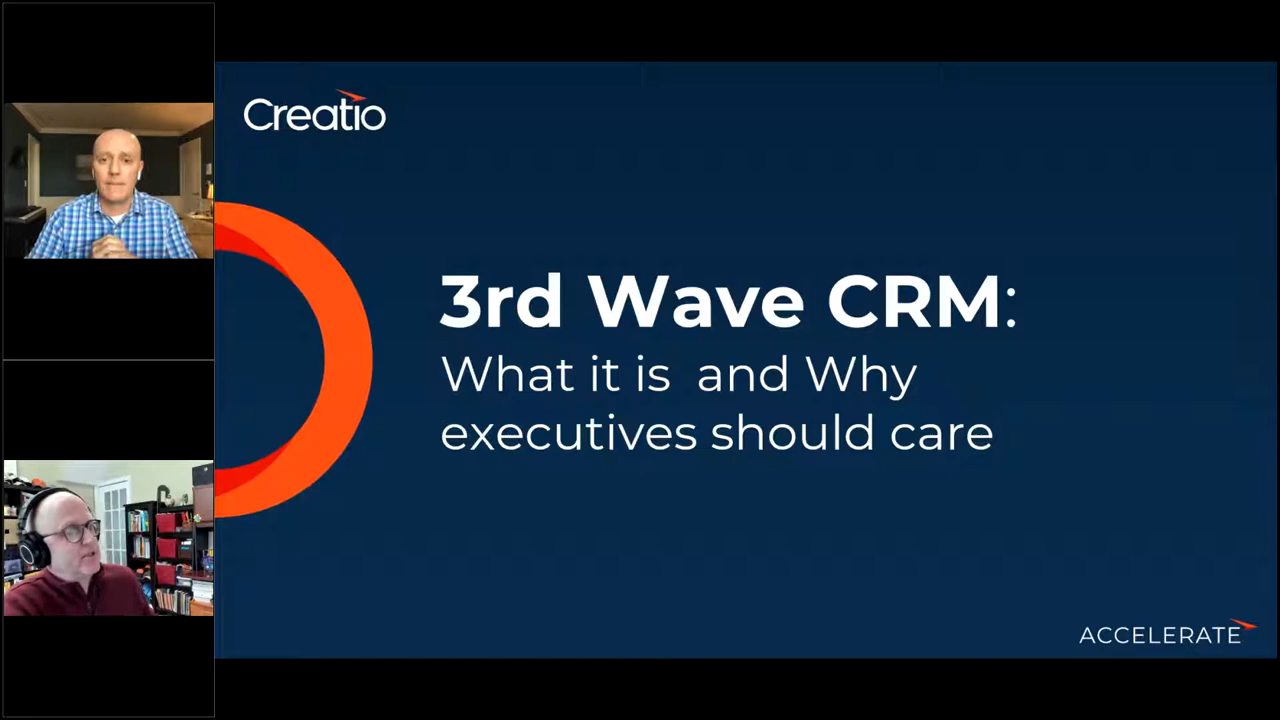 Creatio
3rd Wave CRM:
What it is and Why
executives should care
ACCELERATE